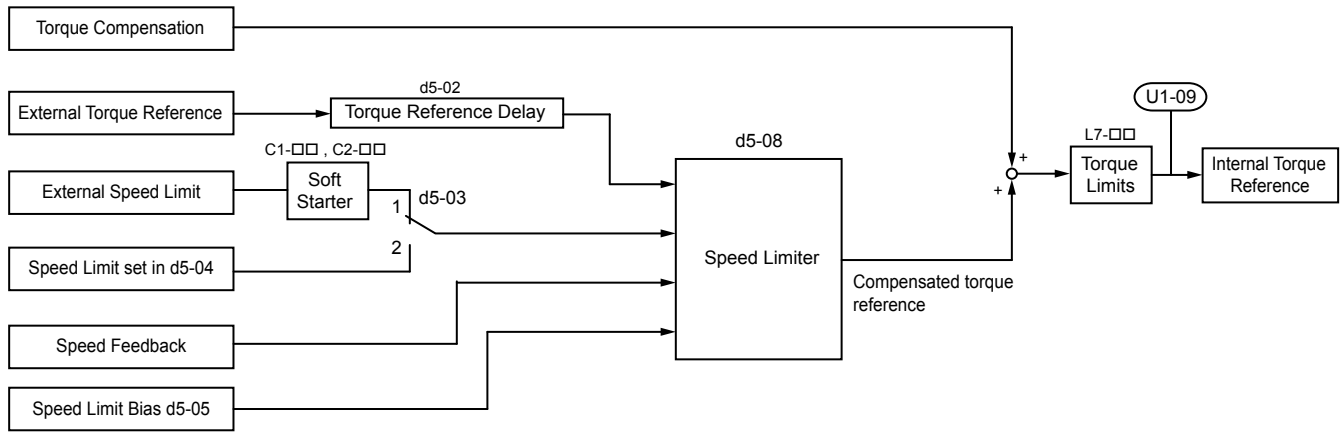 Torque Compensation
External Torque Reference
d5-02
Torque Reference Delay
C1-□□ , C2-□□
External Speed Limit
Soft
Starter
1
d5-03
2
Speed Limit set in d5-04
Speed Feedback
Speed Limit Bias d5-05
d5-08
Speed Limiter
Compensated torque
reference
+
+
L7-□□
Torque
Limits
U1-09
Internal Torque
Reference